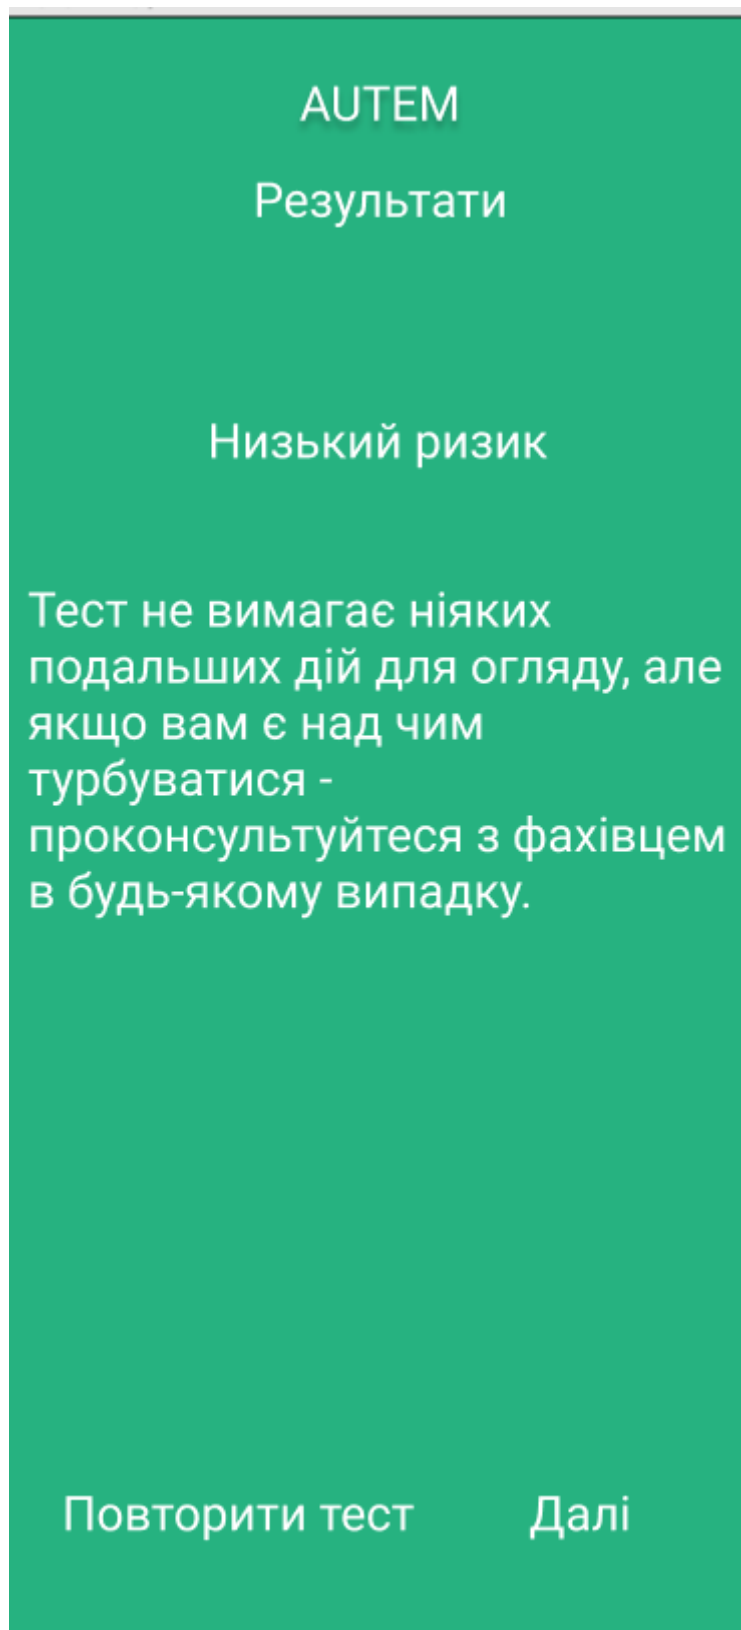 AUTEM
Результати
Низький ризик
Тест не вимагає ніяких
подальших дій для огляду, але
якщо вам є над чим
турбуватися -
проконсультуйтеся з фахівцем
в будь-якому випадку.
Повторити тест Далі